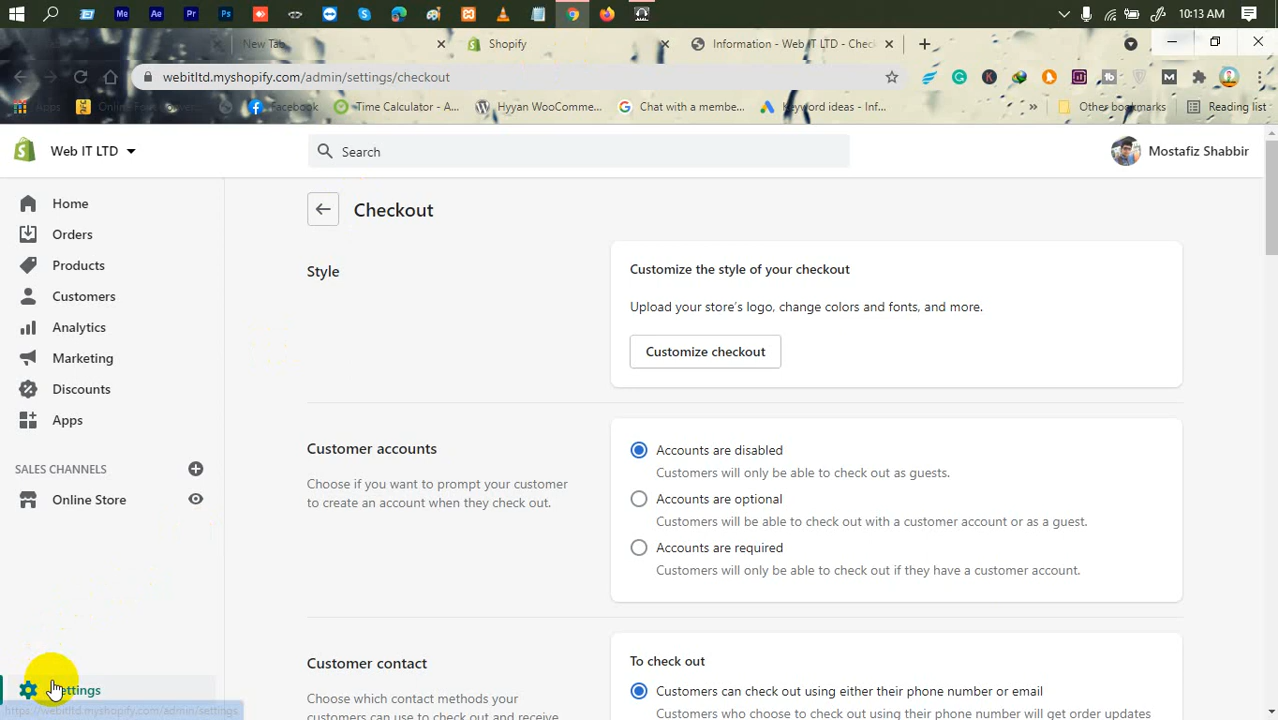 10:13 AM
New Tab
Shopify
Information - Web IT LTD - Chec
webitltd.myshopify.com/admin/settings/checkout
Apps
Facebook
Time Calculator - A...
Hyyan WooComme...
Chat with a membe...
Keyword ideas - Inf...
Other bookmarks
Reading list
Web IT LTD
Search
Mostafiz Shabbir
Home
Orders
Products
Customers
Analytics
Marketing
Discounts
Apps
SALES CHANNELS
Online Store
Settings
https://webitltd.myshopify.com/admin/settings
Checkout
Style
Customize the style of your checkout
Upload your store's logo, change colors and fonts, and more.
Customize checkout
Customer accounts
Choose if you want to prompt your customer
to create an account when they check out.
Accounts are disabled
Customers will only be able to check out as guests.
Accounts are optional
Customers will be able to check out with a customer account or as a guest.
Accounts are required
Customers will only be able to check out if they have a customer account.
Customer contact
Choose which contact methods your
customers can use to check out and receive
To check out
Customers can check out using either their phone number or email
Customers who choose to check out using their phone number will get order updates